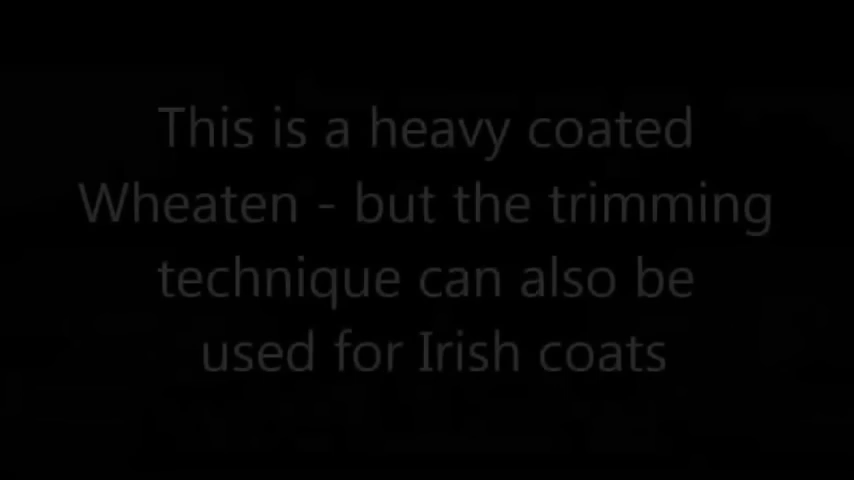 This is a heavy coated
Wheaten - but the trimming
technique can also be
used for Irish coats